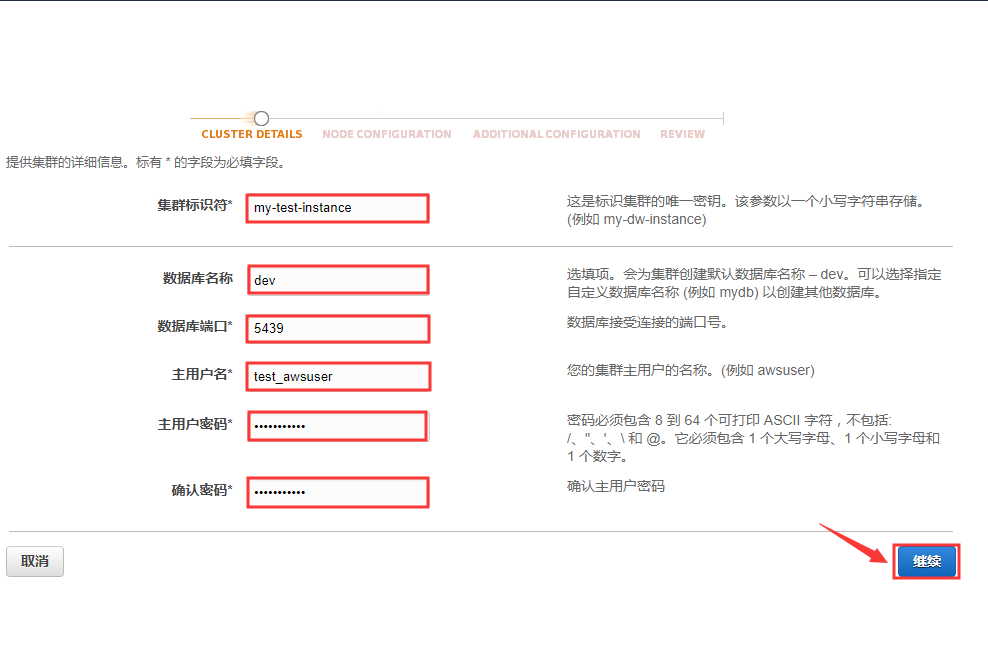 CLUSTER DETAILS NODE CONFIGURATION ADDITIONAL CONFIGURATION REVIEW
提供集群的详细信息。标有 * 的字段为必填字段。
集群标识符* my-test-instance 这是标识集群的唯一密钥。该参数以一个小写字符串存储。
(例如 my-dw-instance)
数据库名称 dev 选填项。会为集群创建默认数据库名称 – dev。可以选择指定
自定义数据库名称 (例如 mydb) 以创建其他数据库。
数据库端口* 5439 数据库接受连接的端口号。
主用户名* test_awsuser 您的集群主用户的名称。(例如 awsuser)
主用户密码* ••••••••••• 密码必须包含 8 到 64 个可打印 ASCII 字符，不包括:
/、"、'、\ 和 @。它必须包含 1 个大写字母、1 个小写字母和
1 个数字。
确认密码* ••••••••••• 确认主用户密码
取消 继续